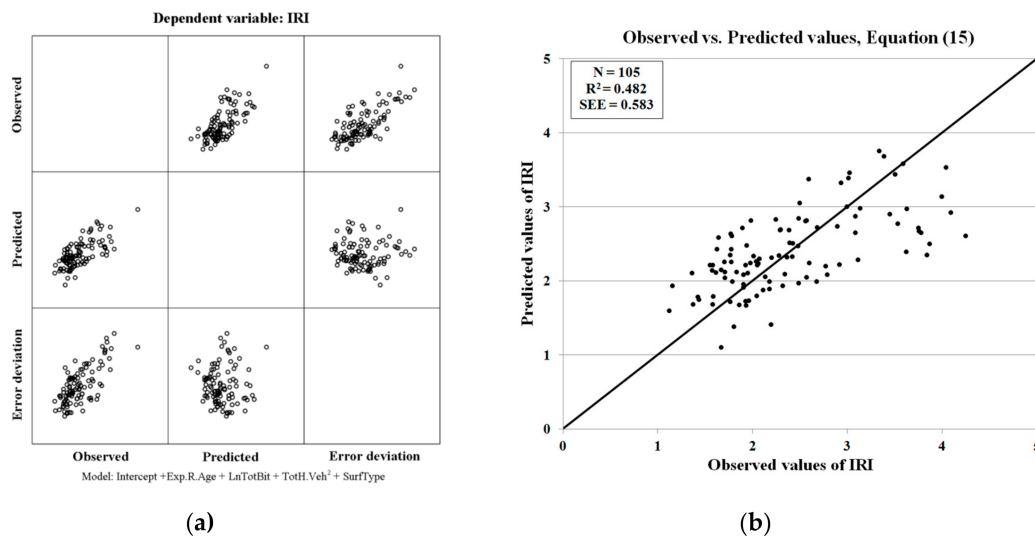 Dependent variable: IRI
Observed
Predicted
Error deviation
Observed Predicted Error deviation
Model: Intercept +Exp.R.Age + LnTotBit + TotH.Veh² + SurfType
(a)
Observed vs. Predicted values, Equation (15)
N = 105
R² = 0.482
SEE = 0.583
Predicted values of IRI
5
4
3
2
1
0
0 1 2 3 4 5
Observed values of IRI
(b)